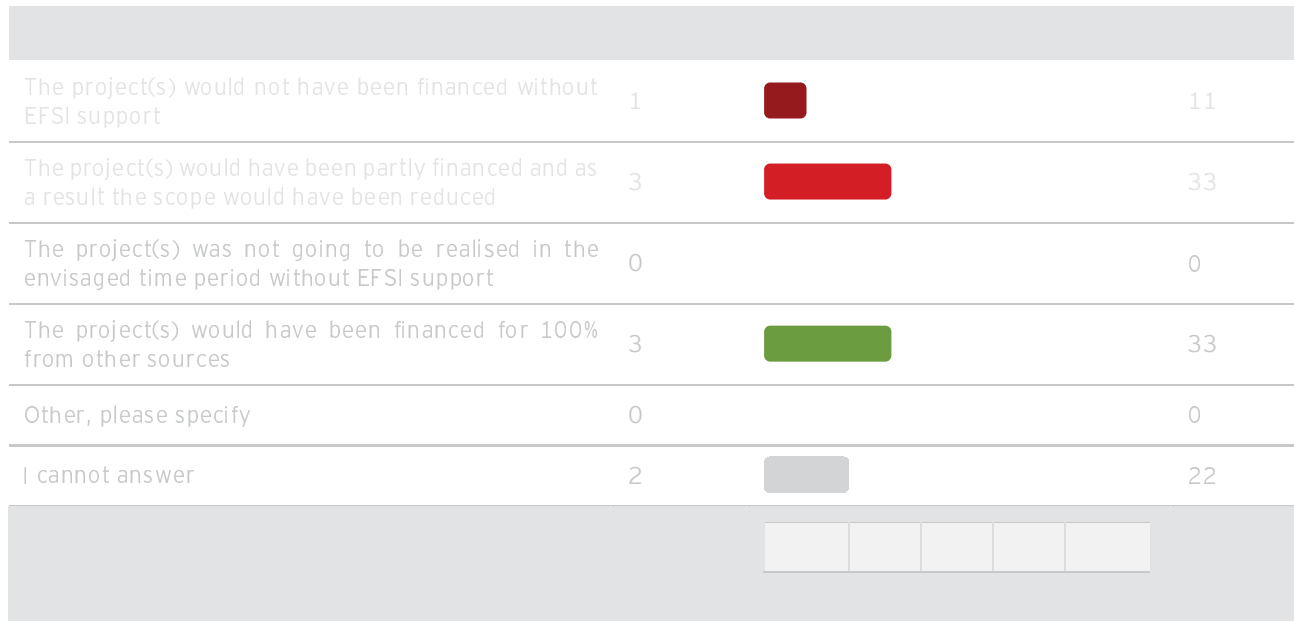 The project(s) would not have been financed without
EFSI support
1
11
The project(s) would have been partly financed and as
a result the scope would have been reduced
3
33
The project(s) was not going to be realised in the
envisaged time period without EFSI support
0
0
The project(s) would have been financed for 100%
from other sources
3
33
Other, please specify
0
0
I cannot answer
2
22